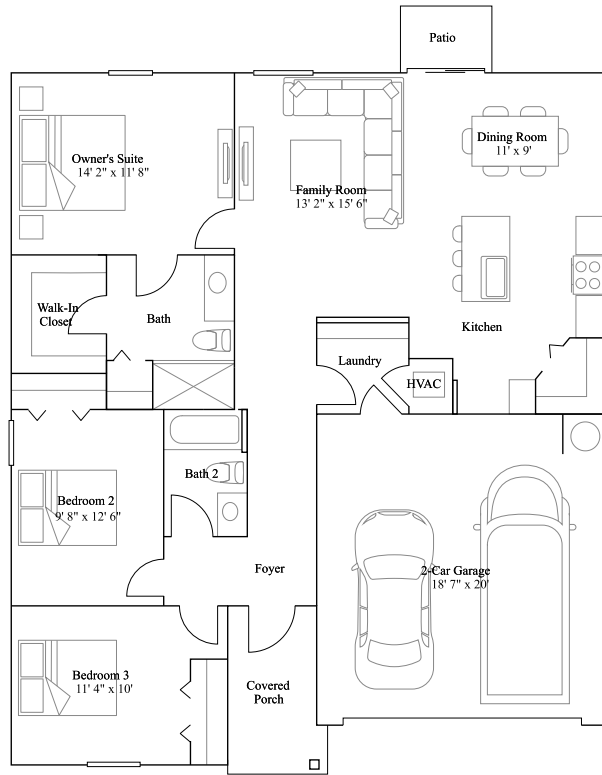 Patio
Dining Room
11' x 9'
Owner's Suite
14' 2" x 11' 8"
Family Room
13' 2" x 15' 6"
Walk-In
Closet
Bath
Kitchen
Laundry
HVAC
Bath 2
Bedroom 2
9' 8" x 12' 6"
Foyer
2-Car Garage
18' 7" x 20'
Bedroom 3
11' 4" x 10'
Covered
Porch